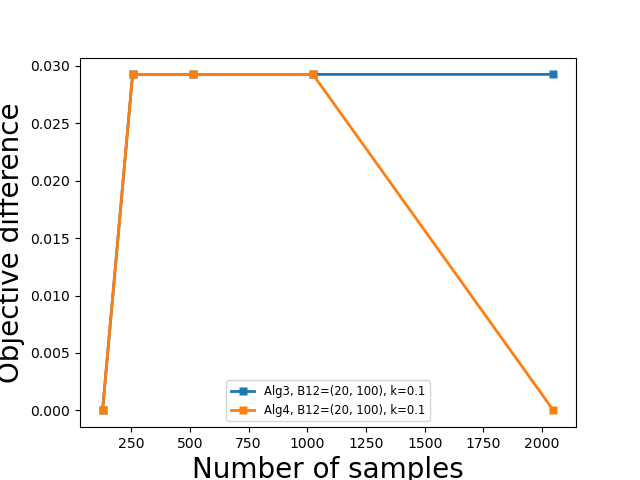 Objective difference
0.030
0.025
0.020
0.015
0.010
0.005
0.000
Alg3, B12=(20, 100), k=0.1
Alg4, B12=(20, 100), k=0.1
250 500 750 1000 1250 1500 1750 2000
Number of samples